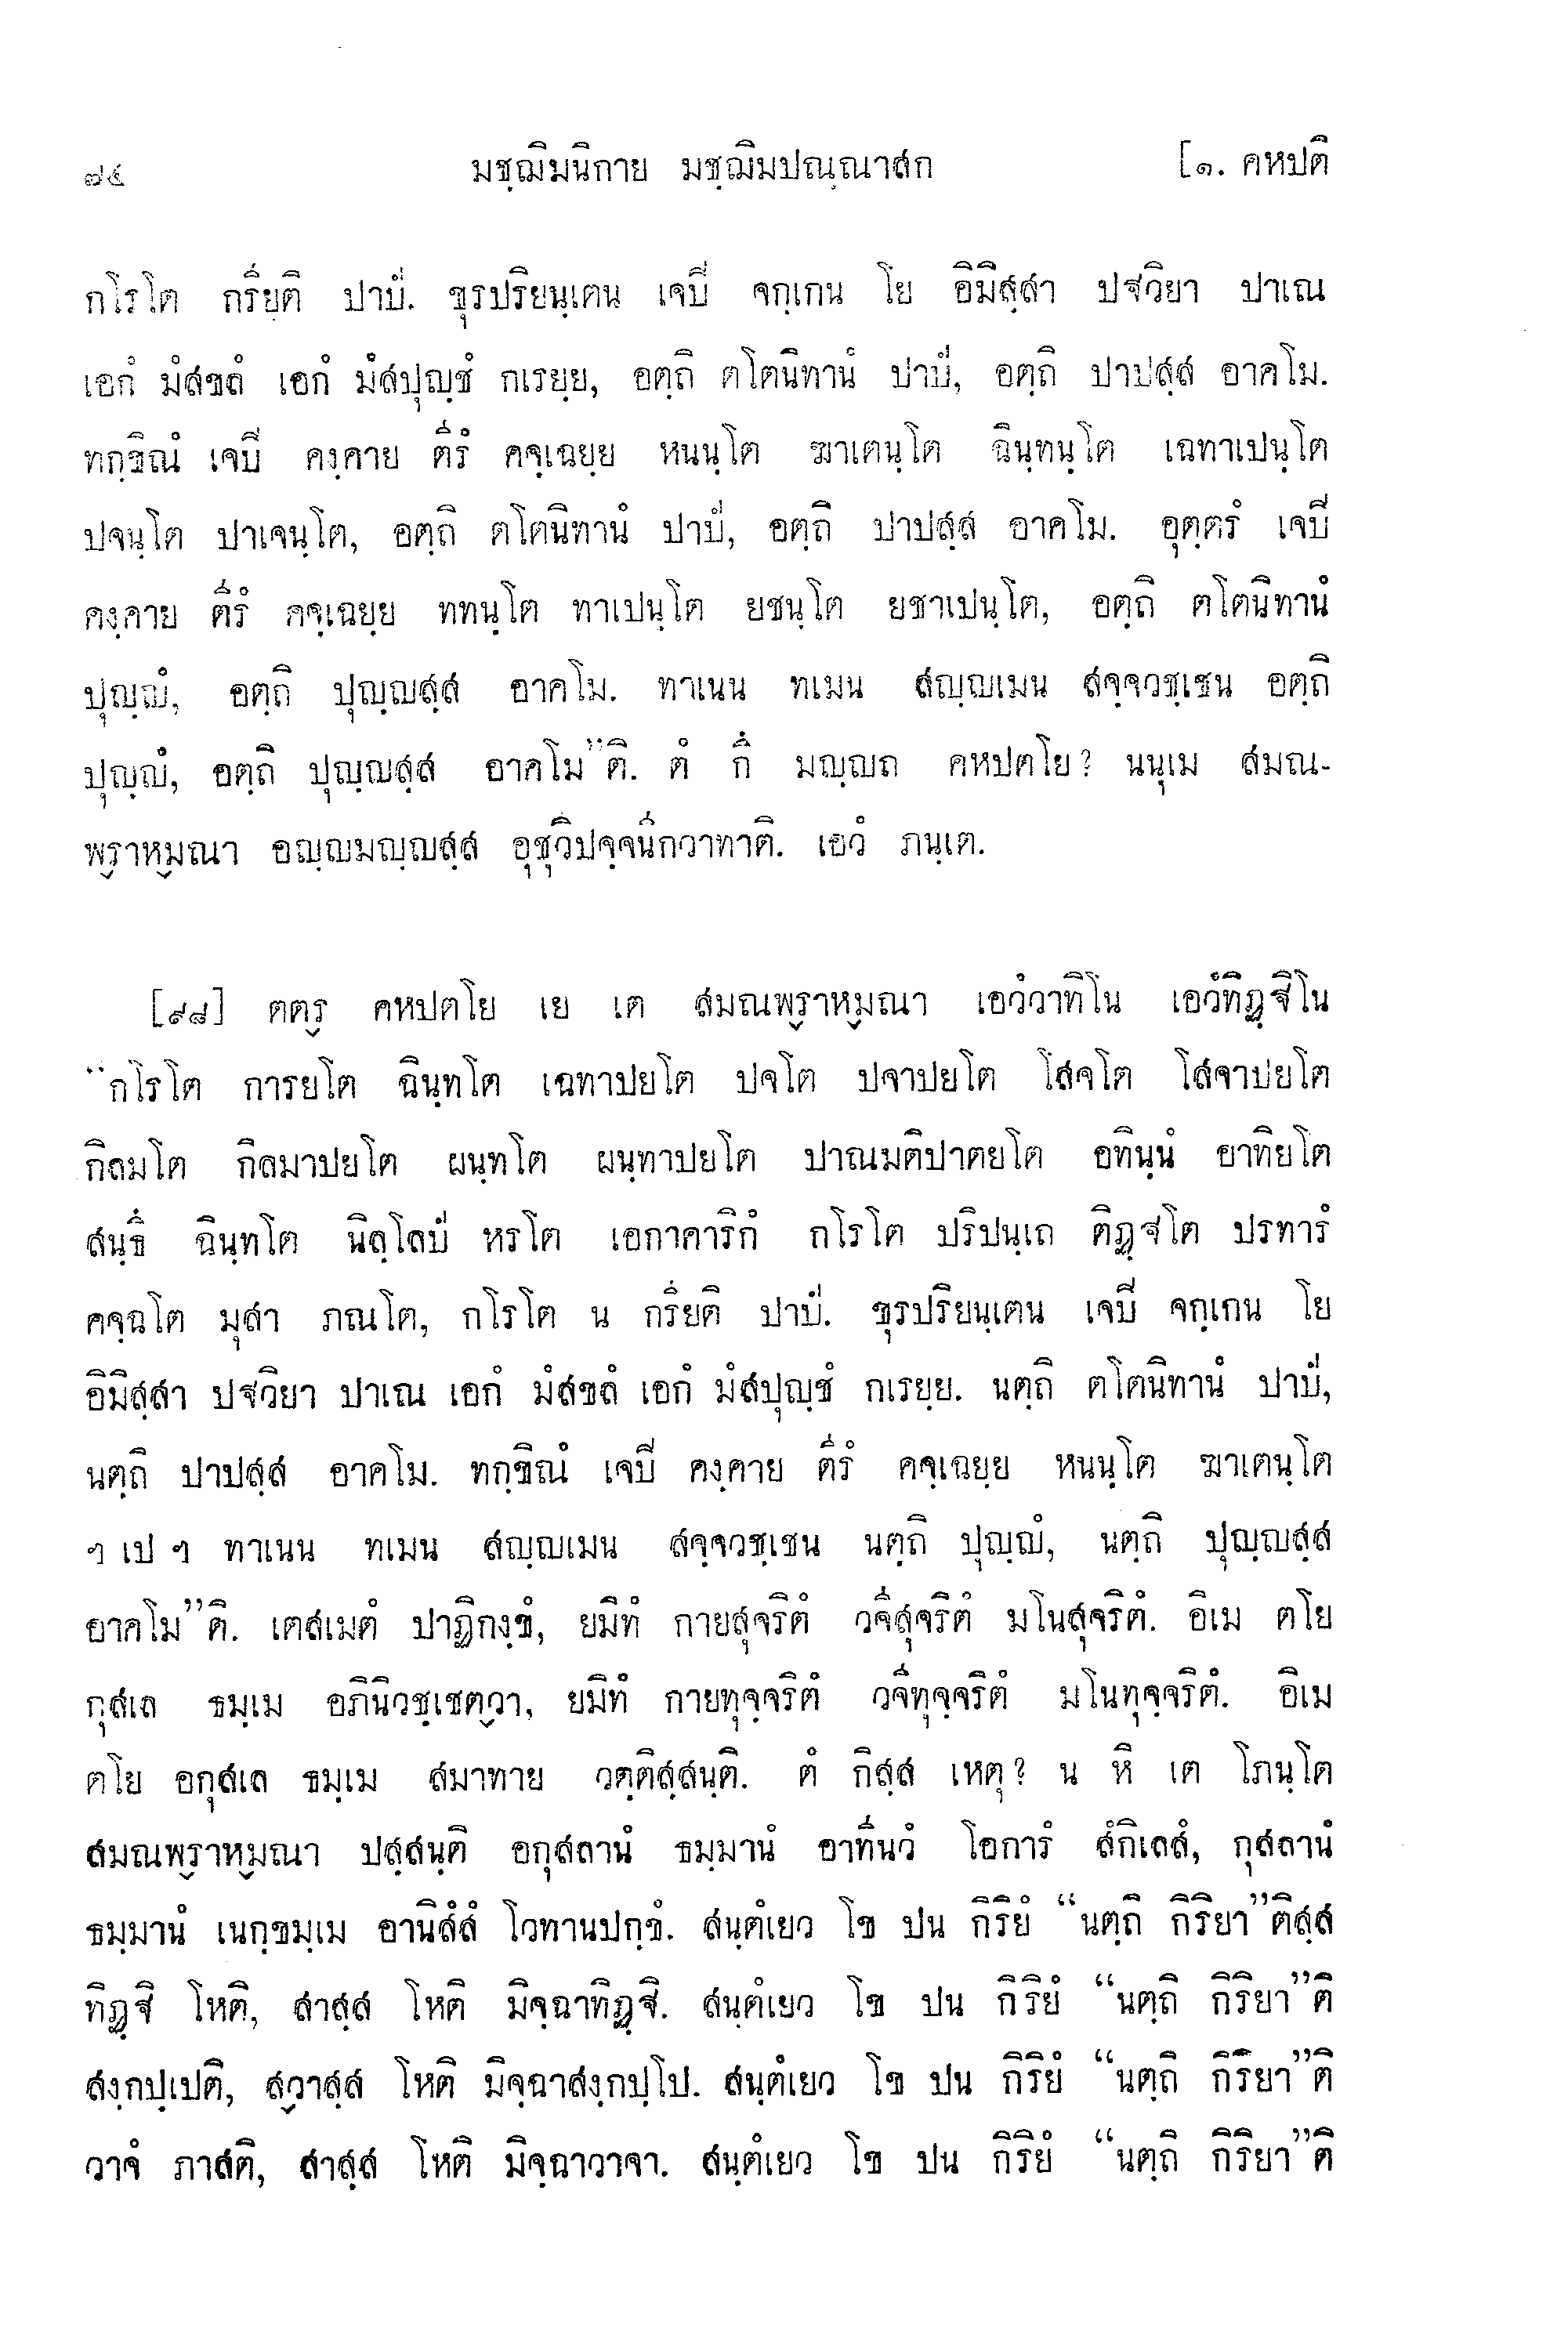 ๗๔ มชฺฌิมนิกาย มชฺฌิมปณฺณาสก [๑. คหปติ
กโรโต กรียติ ปาปํ. ขุรปริยนฺเตน เจปิ จกฺเกน โย อิมิสฺสา ปฐวิยา ปาเณ
เอกํ มํสขลํ เอกํ มํสปุญฺชํ กเรยฺย, อตฺถิ ตโตนิทานํ ปาปํ, อตฺถิ ปาปสฺส อาคโม.
ทกฺขิณํ เจปิ คงฺคาย ตีรํ คจฺเฉยฺย หนนฺโต ฆาเตนฺโต ฉินฺทนฺโต เฉทาเปนฺโต
ปจนฺโต ปาเจนฺโต, อตฺถิ ตโตนิทานํ ปาปํ, อตฺถิ ปาปสฺส อาคโม. อุตฺตรํ เจปิ
คงฺคาย ตีรํ คจฺเฉยฺย ททนฺโต ทาเปนฺโต ยชนฺโต ยชาเปนฺโต, อตฺถิ ตโตนิทานํ
ปุญฺญํ, อตฺถิ ปุญฺญสฺส อาคโม. ทาเนน ทเมน สญฺญเมน สจฺจวชฺเชน อตฺถิ
ปุญฺญํ, อตฺถิ ปุญฺญสฺส อาคโม”ติ. ตํ กึ มญฺญถ คหปตโย? นนุเม สมณ-
พฺราหฺมณา อญฺญมญฺญสฺส อุชุวิปจฺจนีกวาทาติ. เอวํ ภนฺเต.
[๙๘] ตตฺร คหปตโย เย เต สมณพฺราหฺมณา เอวํวาทิโน เอวํทิฏฺฐิโน
“กโรโต การยโต ฉินฺทโต เฉทาปยโต ปจโต ปจาปยโต โสจโต โสจาปยโต
กิลมโต กิลมาปยโต ผนฺทโต ผนฺทาปยโต ปาณมติปาตยโต อทินฺนํ อาทิยโต
สนฺธึ ฉินฺทโต นิลฺโลปํ หรโต เอกาคาริกํ กโรโต ปริปนฺเถ ติฏฺฐโต ปรทารํ
คจฺฉโต มุสา ภณโต, กโรโต น กรียติ ปาปํ. ขุรปริยนฺเตน เจปิ จกฺเกน โย
อิมิสฺสา ปฐวิยา ปาเณ เอกํ มํสขลํ เอกํ มํสปุญฺชํ กเรยฺย. นตฺถิ ตโตนิทานํ ปาปํ,
นตฺถิ ปาปสฺส อาคโม. ทกฺขิณํ เจปิ คงฺคาย ตีรํ คจฺเฉยฺย หนนฺโต ฆาเตนฺโต
ฯ เป ฯ ทาเนน ทเมน สญฺญเมน สจฺจวชฺเชน นตฺถิ ปุญฺญํ, นตฺถิ ปุญฺญสฺส
อาคโม”ติ. เตสเมตํ ปาฏิกงฺขํ, ยมิทํ กายสุจริตํ วจีสุจริตํ มโนสุจริตํ. อิเม ตโย
กุสเล ธมฺเม อภินิวชฺเชตฺวา, ยมิทํ กายทุจฺจริตํ วจีทุจฺจริตํ มโนทุจฺจริตํ. อิเม
ตโย อกุสเล ธมฺเม สมาทาย วตฺติสฺสนฺติ. ตํ กิสฺส เหตุ? น หิ เต โภนฺโต
สมณพฺราหฺมณา ปสฺสนฺติ อกุสลานํ ธมฺมานํ อาทีนวํ โอการํ สํกิเลสํ, กุสลานํ
ธมฺมานํ เนกฺขมฺเม อานิสํสํ โวทานปกฺขํ. สนฺตํเยว โข ปน กิริยํ “นตฺถิ กิริยา”ติสฺส
ทิฏฺฐิ โหติ, สาสฺส โหติ มิจฺฉาทิฏฺฐิ. สนฺตํเยว โข ปน กิริยํ “นตฺถิ กิริยา”ติ
สงฺกปฺเปติ, สฺวาสฺส โหติ มิจฺฉาสงฺกปฺโป. สนฺตํเยว โข ปน กิริยํ “นตฺถิ กิริยา”ติ
วาจํ ภาสติ, สาสฺส โหติ มิจฺฉาวาจา. สนฺตํเยว โข ปน กิริยํ “นตฺถิ กิริยา”ติ